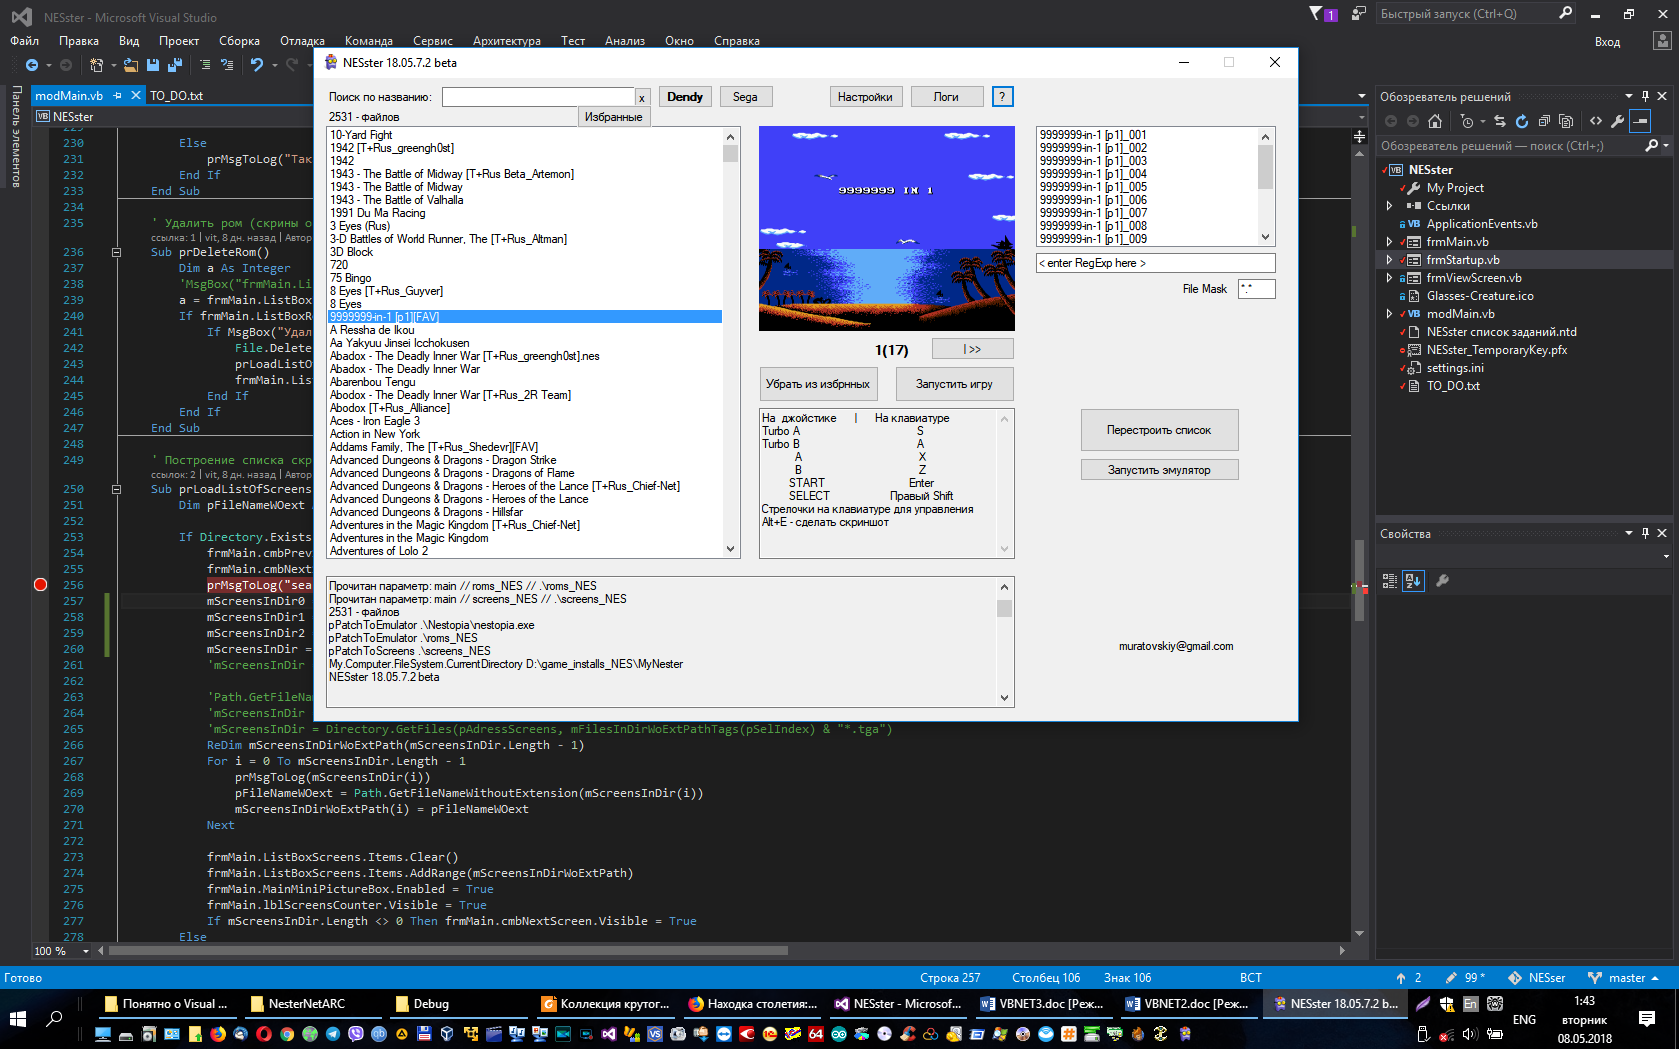 NESster - Microsoft Visual Studio
1
Быстрый запуск (Ctrl+Q)
Файл Правка Вид Проект Сборка Отладка Команда Сервис Архитектура Тест Анализ Окно Справка
Вход
Панель элементов
modMain.vb
TO_DO.txt
NESster
230 Else
231 prMsgToLog("Так
232 End If
233 End Sub
234
235 ' Удалить ром (скрины о
ссылка: 1 | vit, 8 дн. назад | Автор
236 Sub prDeleteRom()
237 Dim a As Integer
238 'MsgBox("frmMain.Li
239 a = frmMain.ListBox
240 If frmMain.ListBoxRo
241 If MsgBox("Удал
242 File.Delete
243 prLoadListO
244 frmMain.Lis
245 End If
246 End If
247 End Sub
248
249 ' Построение списка скр
ссылок: 2 | vit, 8 дн. назад | Автор
250 Sub prLoadListOfScreens
251 Dim pFileNameWOext
252
253 If Directory.Exists
254 frmMain.cmbPrev
255 frmMain.cmbNext
256 prMsgToLog("sea
257 mScreensInDir0
258 mScreensInDir1
259 mScreensInDir2
260 mScreensInDir =
261 'mScreensInDir
262
263 'Path.GetFileNam
264 'mScreensInDir
265 'mScreensInDir = Directory.GetFiles(pAdressScreens, mFilesInDirWoExtPathTags(pSelIndex) & "*.tga")
266 ReDim mScreensInDirWoExtPath(mScreensInDir.Length - 1)
267 For i = 0 To mScreensInDir.Length - 1
268 prMsgToLog(mScreensInDir(i))
269 pFileNameWOext = Path.GetFileNameWithoutExtension(mScreensInDir(i))
270 mScreensInDirWoExtPath(i) = pFileNameWOext
271 Next
272
273 frmMain.ListBoxScreens.Items.Clear()
274 frmMain.ListBoxScreens.Items.AddRange(mScreensInDirWoExtPath)
275 frmMain.MainMiniPictureBox.Enabled = True
276 frmMain.lblScreensCounter.Visible = True
277 If mScreensInDir.Length <> 0 Then frmMain.cmbNextScreen.Visible = True
278 Else
100 %
NESster 18.05.7.2 beta
Поиск по названию:
x
Dendy
Sega
Настройки
Логи
?
2531 - файлов
Избранные
10-Yard Fight
1942 [T+Rus_greengh0st]
1942
1943 - The Battle of Midway [T+Rus Beta_Artemon]
1943 - The Battle of Midway
1943 - The Battle of Valhalla
1991 Du Ma Racing
3 Eyes (Rus)
3-D Battles of World Runner, The [T+Rus_Altman]
3D Block
720
75 Bingo
8 Eyes [T+Rus_Guyver]
8 Eyes
9999999-in-1 [p1][FAV]
A Ressha de Ikou
Aa Yakyuu Jinsei Icchokusen
Abadox - The Deadly Inner War [T+Rus_greengh0st].nes
Abadox - The Deadly Inner War
Abarenbou Tengu
Abadox - The Deadly Inner War [T+Rus_2R Team]
Abodox [T+Rus_Alliance]
Aces - Iron Eagle 3
Action in New York
Addams Family, The [T+Rus_Shedevr][FAV]
Advanced Dungeons & Dragons - Dragon Strike
Advanced Dungeons & Dragons - Dragons of Flame
Advanced Dungeons & Dragons - Heroes of the Lance [T+Rus_Chief-Net]
Advanced Dungeons & Dragons - Heroes of the Lance
Advanced Dungeons & Dragons - Hillsfar
Adventures in the Magic Kingdom [T+Rus_Chief-Net]
Adventures in the Magic Kingdom
Adventures of Lolo 2
9999999 IN 1
1(17)
|>>
Убрать из избрнных
Запустить игру
На джойстике | На клавиатуре
Turbo A S
Turbo B A
A X
B Z
START Enter
SELECT Правый Shift
Стрелочки на клавиатуре для управления
Alt+E - сделать скриншот
9999999-in-1 [p1]_001
9999999-in-1 [p1]_002
9999999-in-1 [p1]_003
9999999-in-1 [p1]_004
9999999-in-1 [p1]_005
9999999-in-1 [p1]_006
9999999-in-1 [p1]_007
9999999-in-1 [p1]_008
9999999-in-1 [p1]_009
< enter RegExp here >
File Mask
*.*
Перестроить список
Запустить эмулятор
Прочитан параметр: main // roms_NES // .\roms_NES
Прочитан параметр: main // screens_NES // .\screens_NES
2531 - файлов
pPatchToEmulator .\Nestopia\nestopia.exe
pPatchToEmulator .\roms_NES
pPatchToScreens .\screens_NES
My.Computer.FileSystem.CurrentDirectory D:\game_installs_NES\MyNester
NESster 18.05.7.2 beta
muratovskiy@gmail.com
Обозреватель решений
Обозреватель решений — поиск (Ctrl+;)
NESster
My Project
Ссылки
ApplicationEvents.vb
frmMain.vb
frmStartup.vb
frmViewScreen.vb
Glasses-Creature.ico
modMain.vb
NESster список заданий.ntd
NESster_TemporaryKey.pfx
settings.ini
TO_DO.txt
Свойства
Готово
Строка 257
Столбец 106
Знак 106
ВСТ
2
99*
NESser
master
Понятно о Visual ...
NesterNetARC
Debug
Коллекция крутог...
Находка столетия:...
NESster - Microsof...
VBNET3.doc [Реж...
VBNET2.doc [Реж...
NESster 18.05.7.2 b...
En
ENG
1:43
вторник
08.05.2018
64